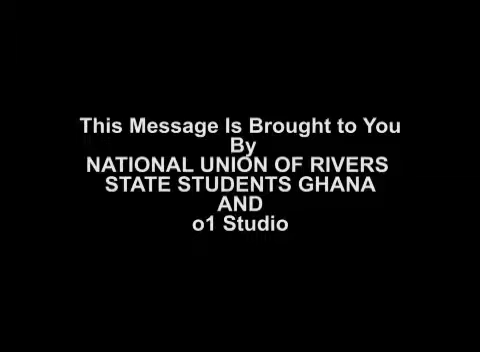 This Message Is Brought to You
By
NATIONAL UNION OF RIVERS
STATE STUDENTS GHANA
AND
o1 Studio